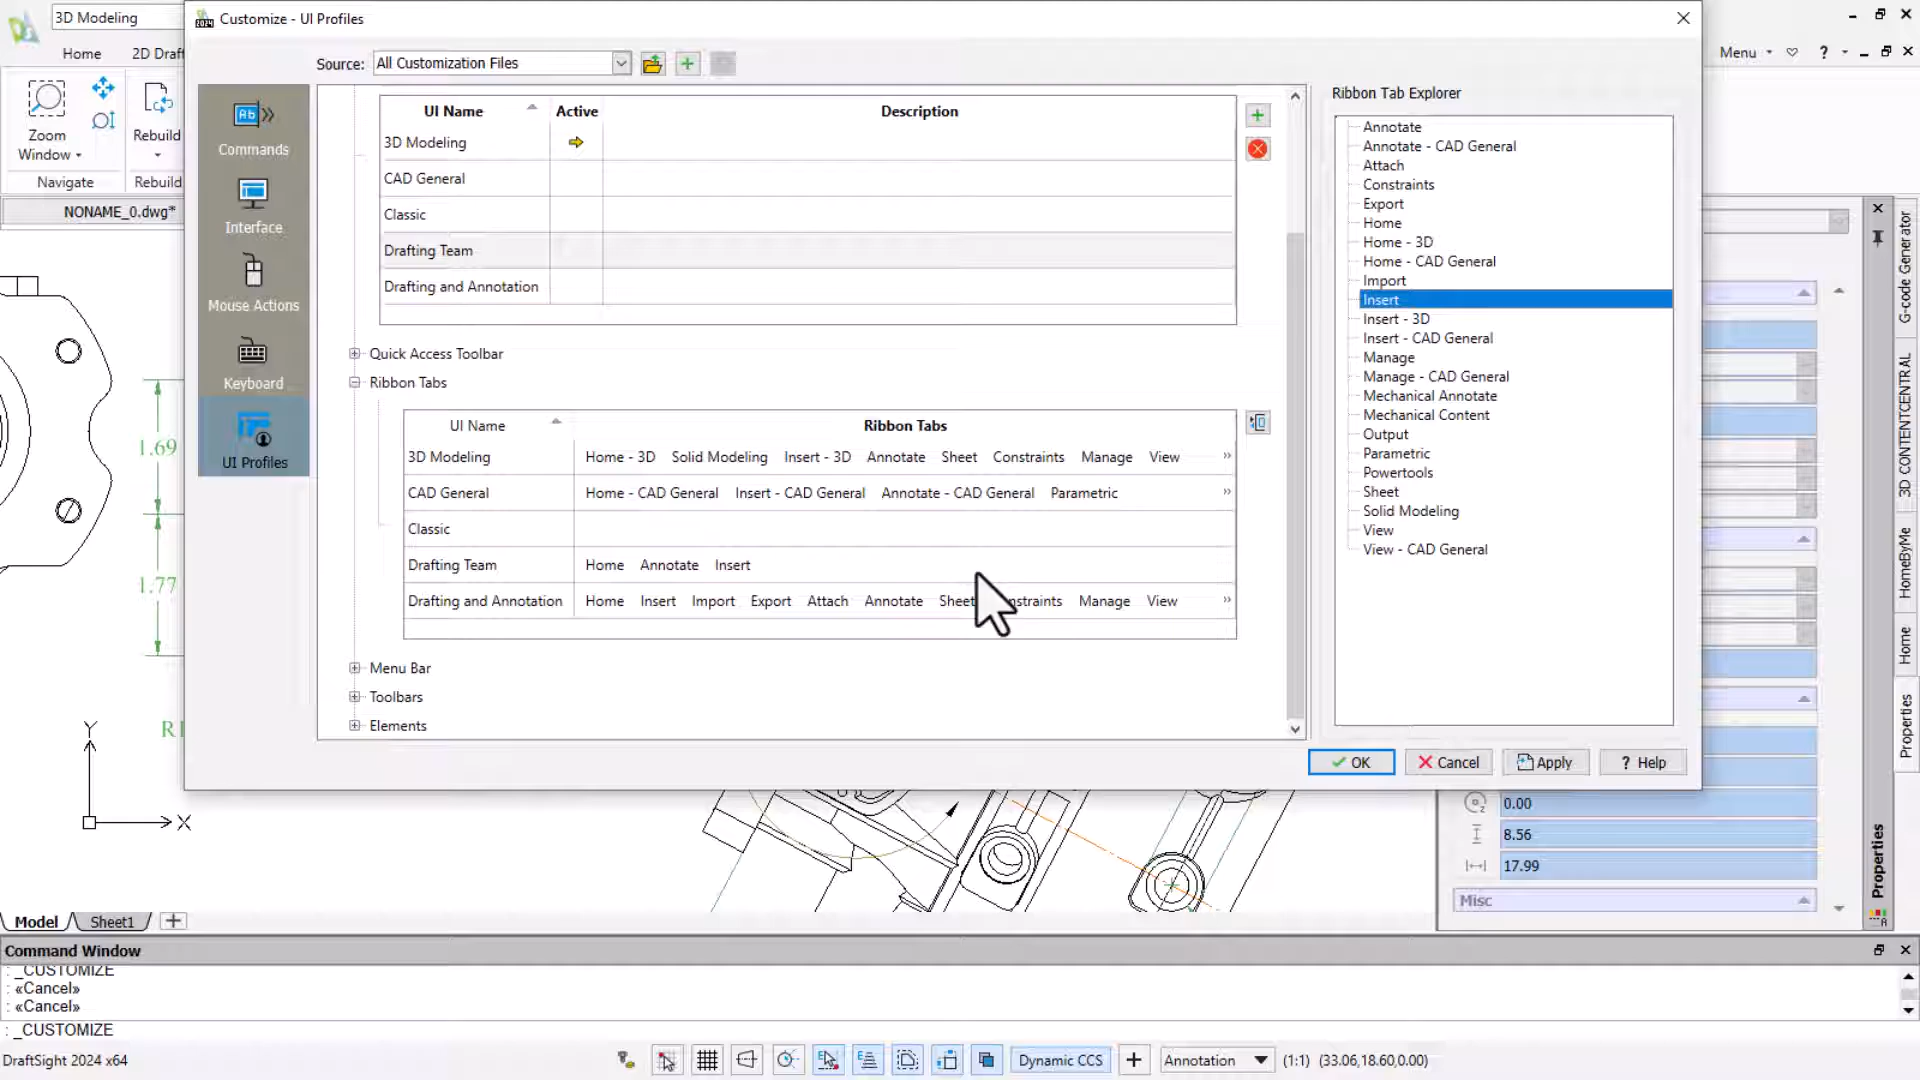 3D Modeling
Customize - UI Profiles
Home 2D Draf
Menu
?
Source: All Customization Files
Zoom
Window
Rebuild
Navigate
Rebuild
NONAME_0.dwg*
Ab
Commands
Interface
Mouse Actions
Keyboard
UI Profiles
UI Name Active Description
3D Modeling
CAD General
Classic
Drafting Team
Drafting and Annotation
Quick Access Toolbar
Ribbon Tabs
UI Name Ribbon Tabs
3D Modeling Home - 3D Solid Modeling Insert - 3D Annotate Sheet Constraints Manage View »
CAD General Home - CAD General Insert - CAD General Annotate - CAD General Parametric »
Classic
Drafting Team Home Annotate Insert
Drafting and Annotation Home Insert Import Export Attach Annotate Sheet nstraints Manage View »
Menu Bar
Toolbars
Elements
Ribbon Tab Explorer
Annotate
Annotate - CAD General
Attach
Constraints
Export
Home
Home - 3D
Home - CAD General
Import
Insert
Insert - 3D
Insert - CAD General
Manage
Manage - CAD General
Mechanical Annotate
Mechanical Content
Output
Parametric
Powertools
Sheet
Solid Modeling
View
View - CAD General
OK Cancel Apply ? Help
G-code Generator
3D CONTENTCENTRAL
HomeByMe
Home
Properties
Properties
1.69
1.77
R1
Y
X
0.00
8.56
17.99
Misc
Model Sheet1
Command Window
: _CUSTOMIZE
: «Cancel»
: «Cancel»
: _CUSTOMIZE
DraftSight 2024 x64
Dynamic CCS
Annotation
(1:1) (33.06,18.60,0.00)